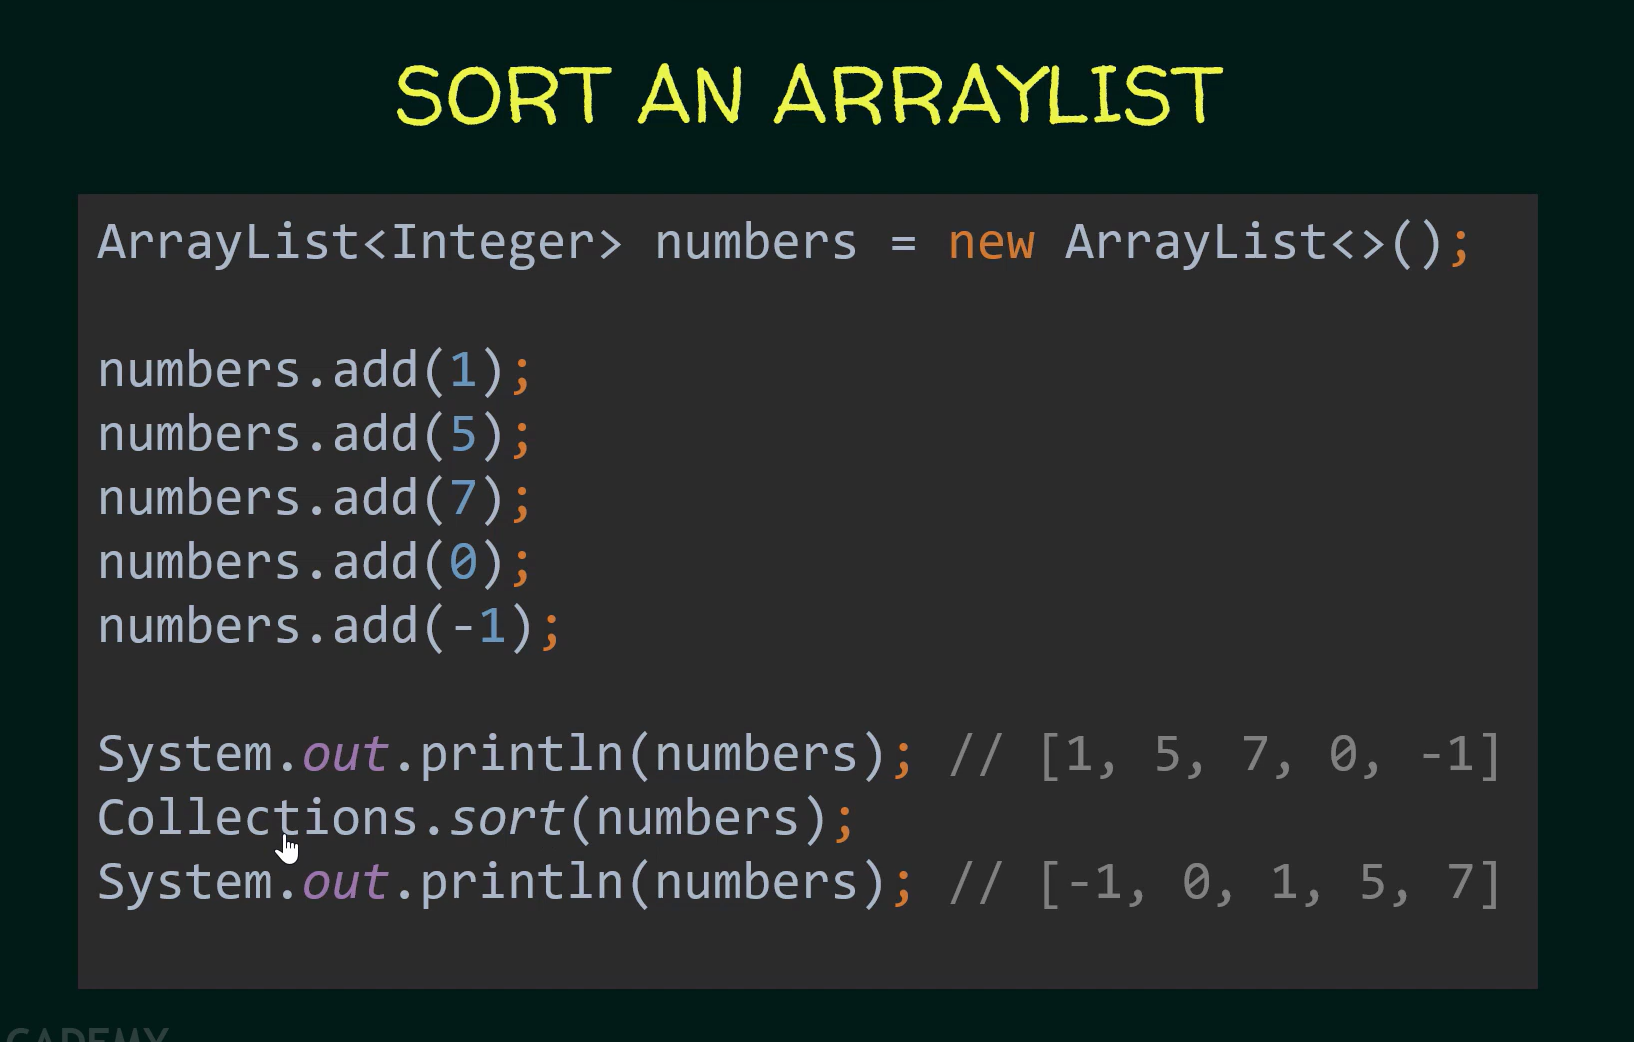 SORT AN ARRAYLIST
ArrayList<Integer> numbers = new ArrayList<>();
numbers.add(1);
numbers.add(5);
numbers.add(7);
numbers.add(0);
numbers.add(-1);
System.out.println(numbers); // [1, 5, 7, 0, -1]
Collections.sort(numbers);
System.out.println(numbers); // [-1, 0, 1, 5, 7]